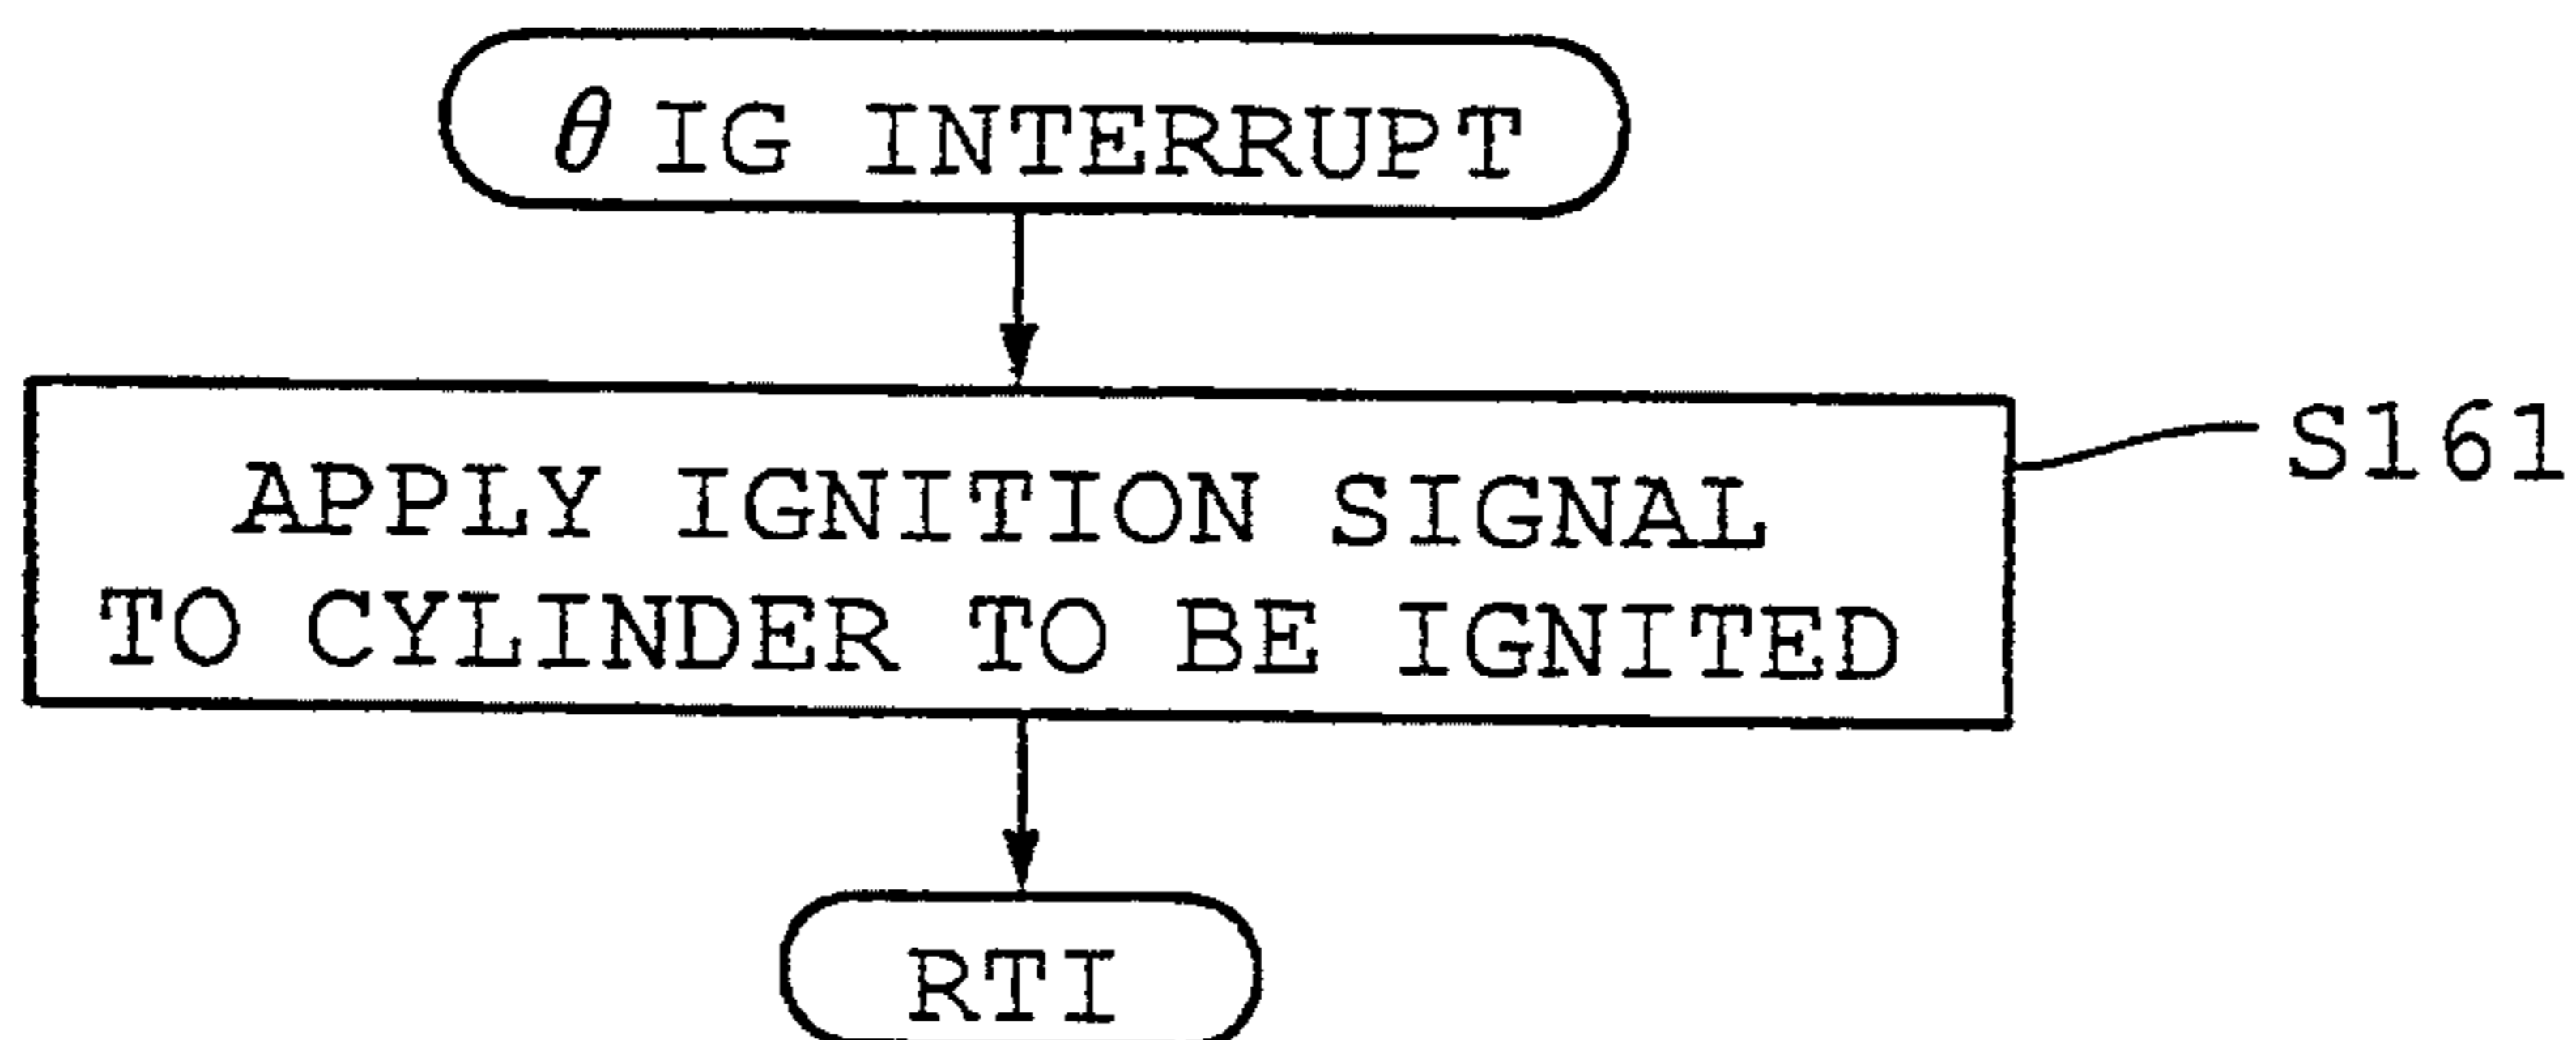 θ IG INTERRUPT
APPLY IGNITION SIGNAL
TO CYLINDER TO BE IGNITED
S161
RTI